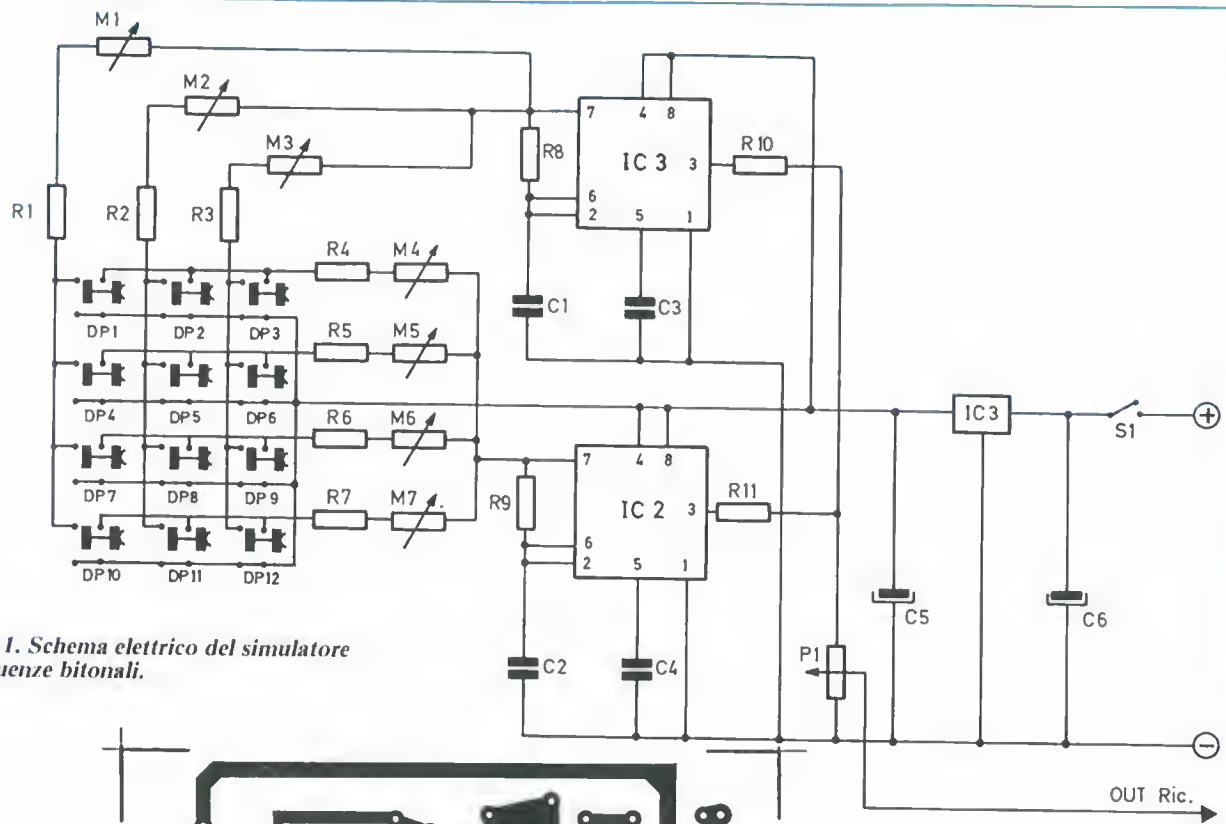 M1
M2
M3
R1
R2
R3
R8
7
4
8
IC 3
3
6
2
5
1
R10
C1
C3
R4
M4
R5
M5
R6
M6
R7
M7
DP1
DP2
DP3
DP4
DP5
DP6
DP7
DP8
DP9
DP10
DP11
DP12
R9
7
4
8
IC 2
3
6
2
5
1
R11
C2
C4
IC3
S1
+
C5
C6
P1
−
OUT Ric.
1. Schema elettrico del simulatore
uenze bitonali.